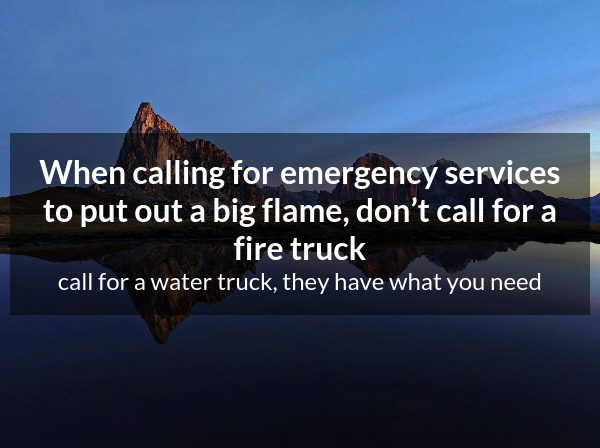 When calling for emergency services
to put out a big flame, don’t call for a
fire truck
call for a water truck, they have what you need